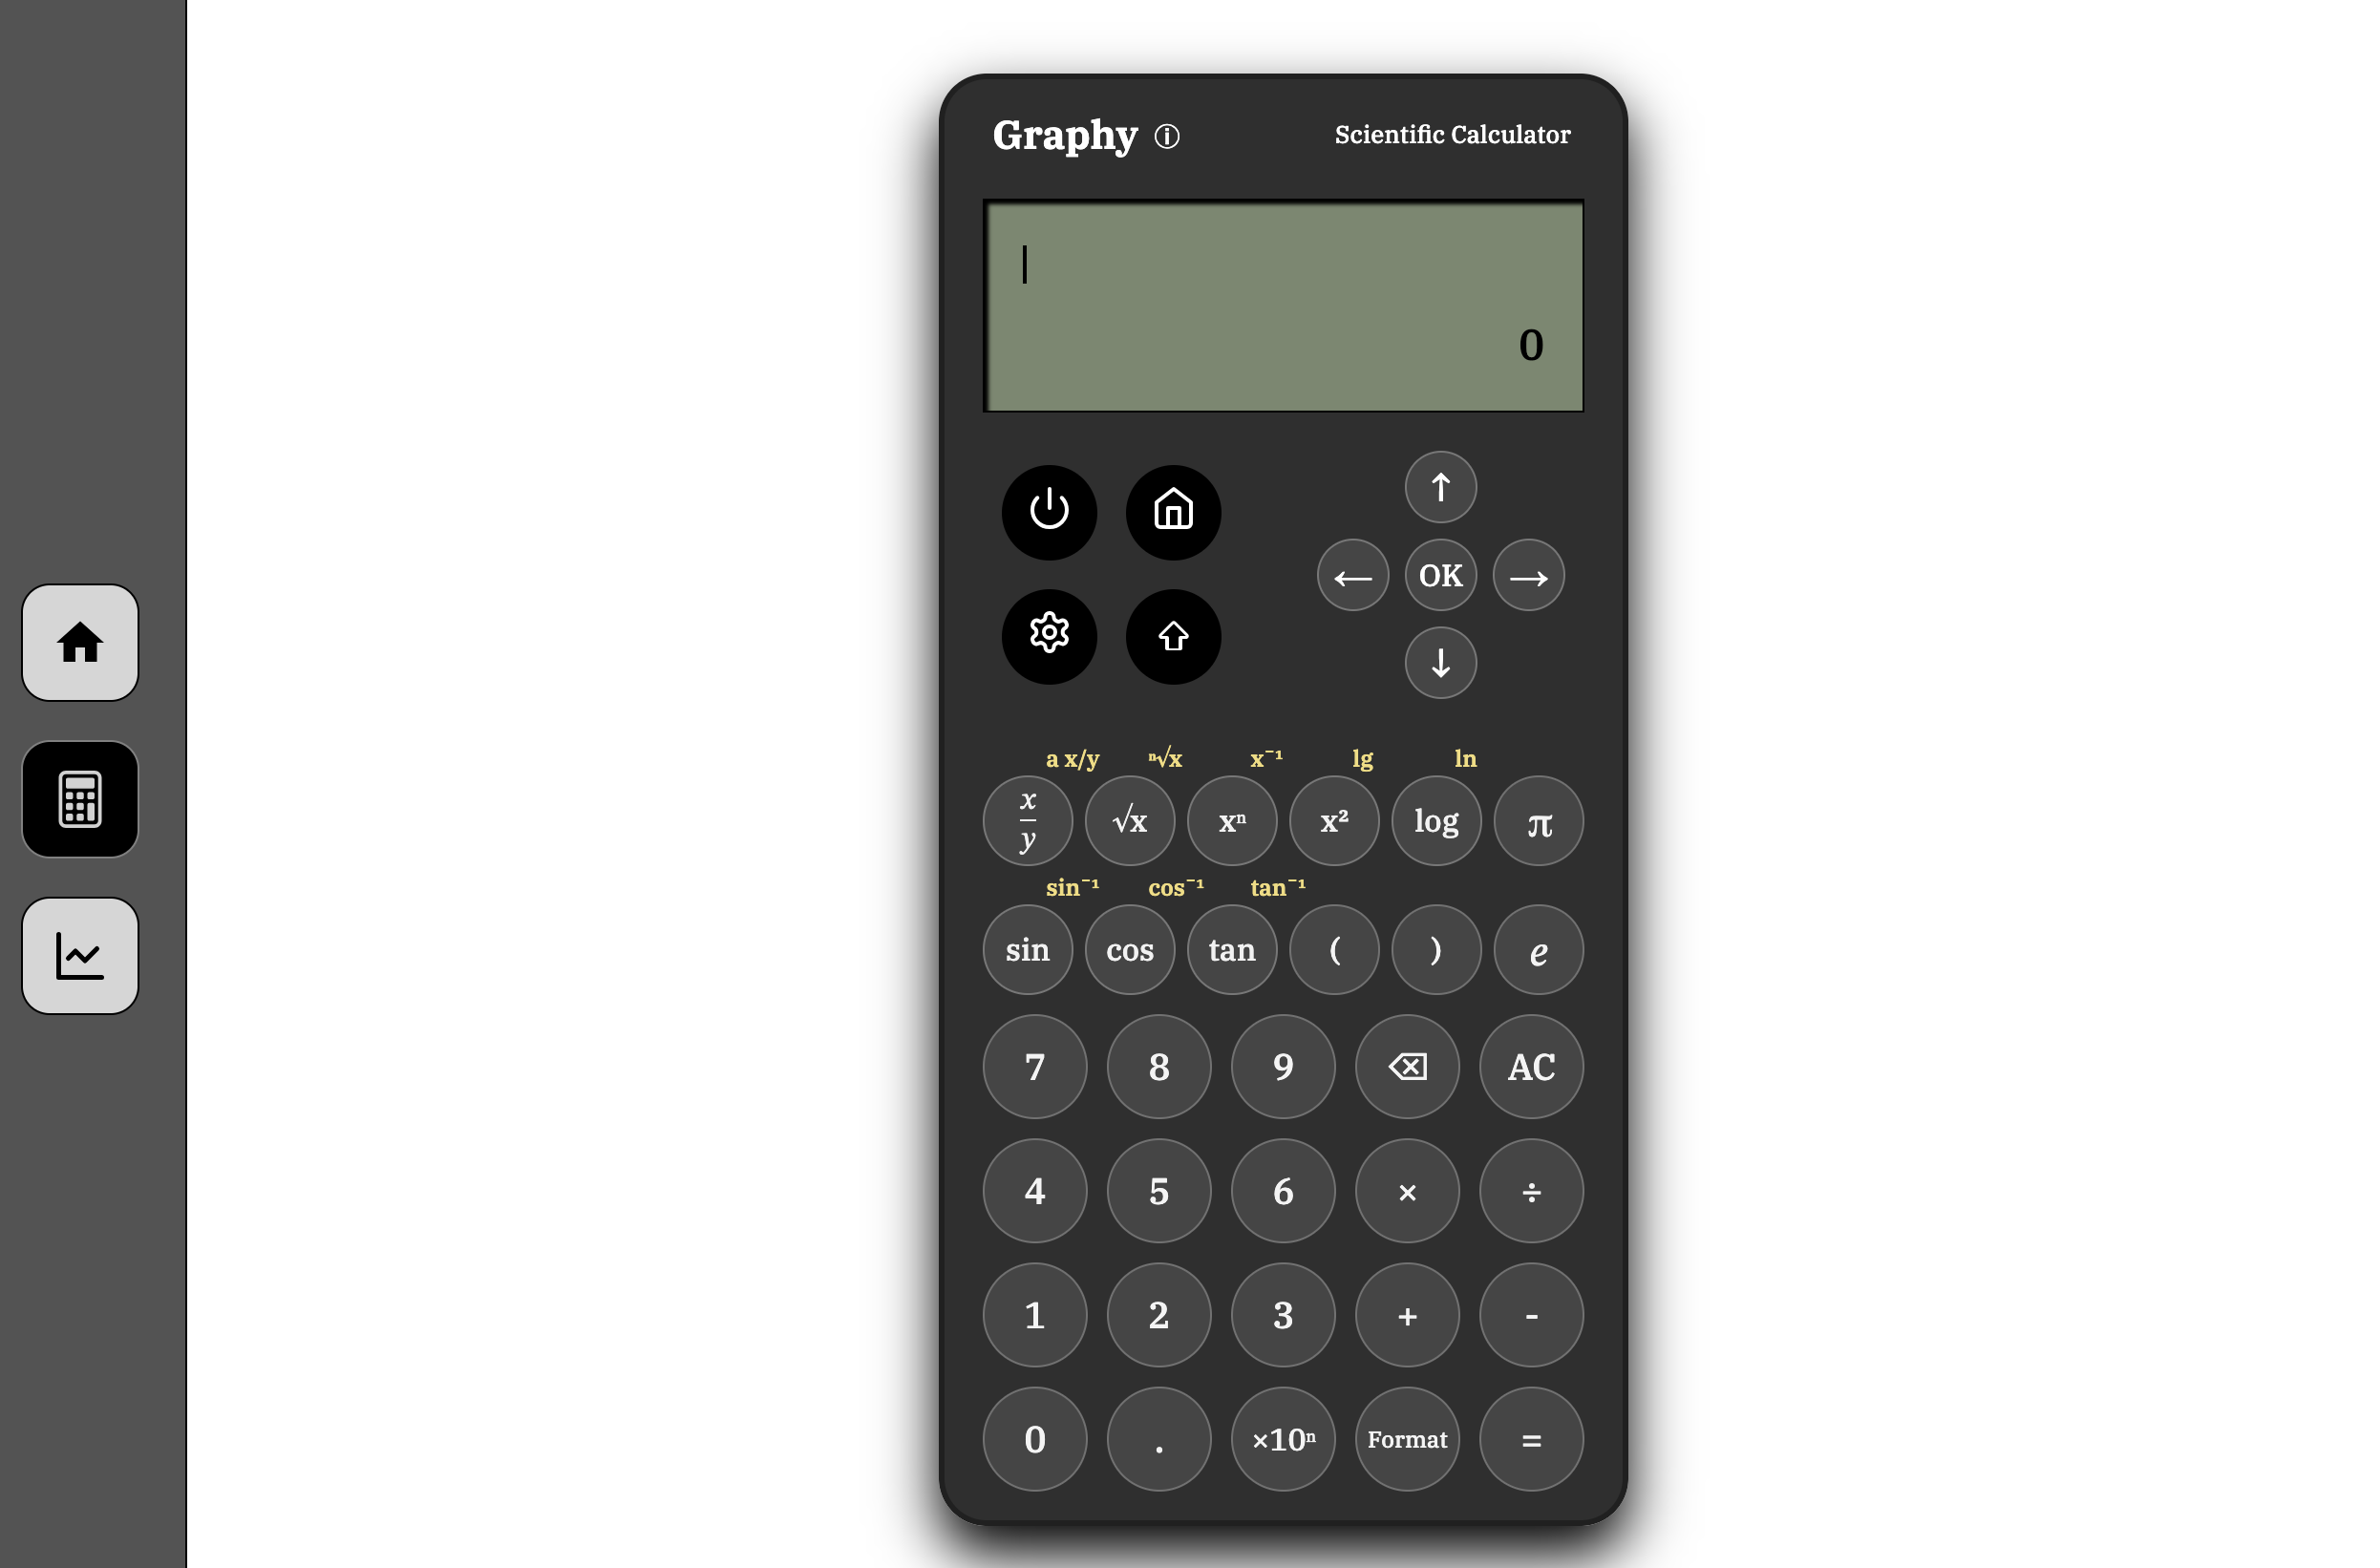 Graphy ⓘ Scientific Calculator
0
↑
← OK →
↓
a x/y ⁿ√x x⁻¹ lg ln
x/y √x xⁿ x² log π
sin⁻¹ cos⁻¹ tan⁻¹
sin cos tan ( ) e
7 8 9 ⌫ AC
4 5 6 × ÷
1 2 3 + -
0 . ×10ⁿ Format =